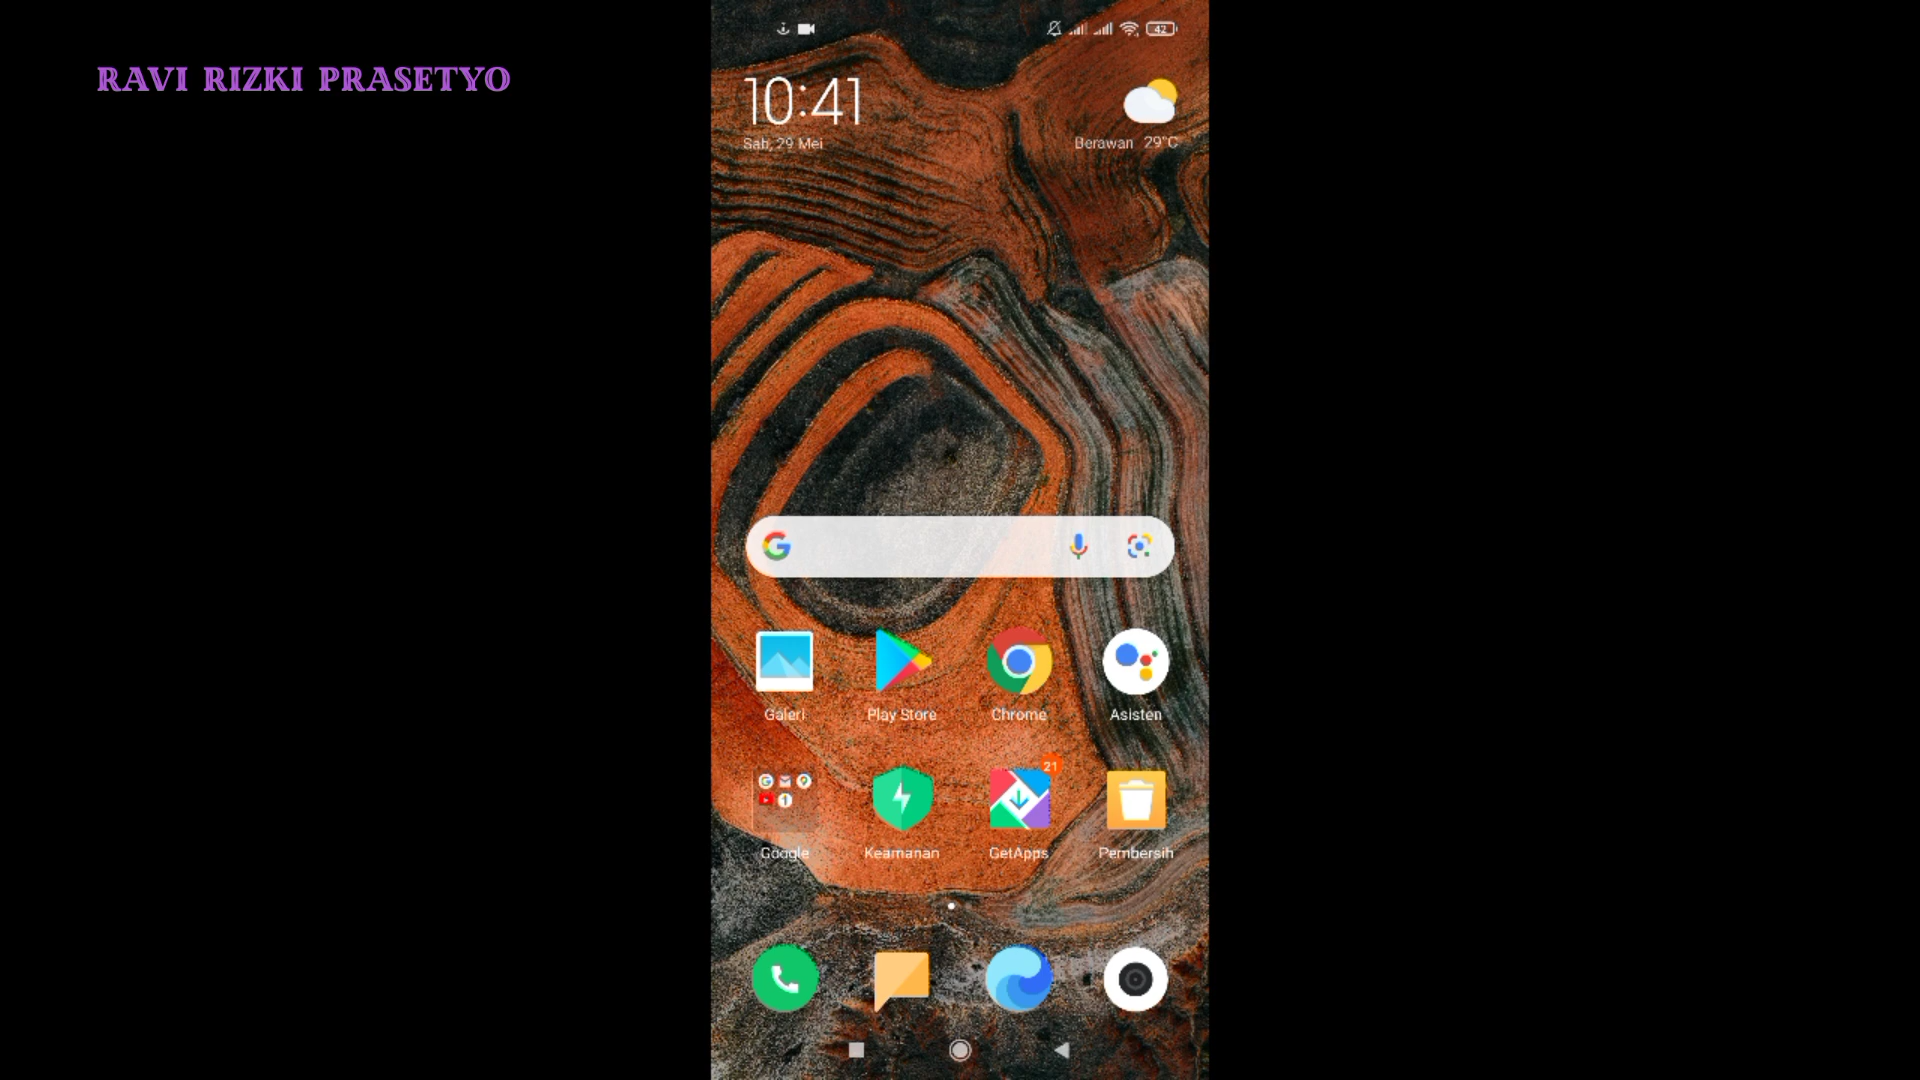 RAVI RIZKI PRASETYO
42
10:41
Sab, 29 Mei
Berawan 29°C
Galeri
Play Store
Chrome
Asisten
21
Google
Keamanan
GetApps
Pembersih